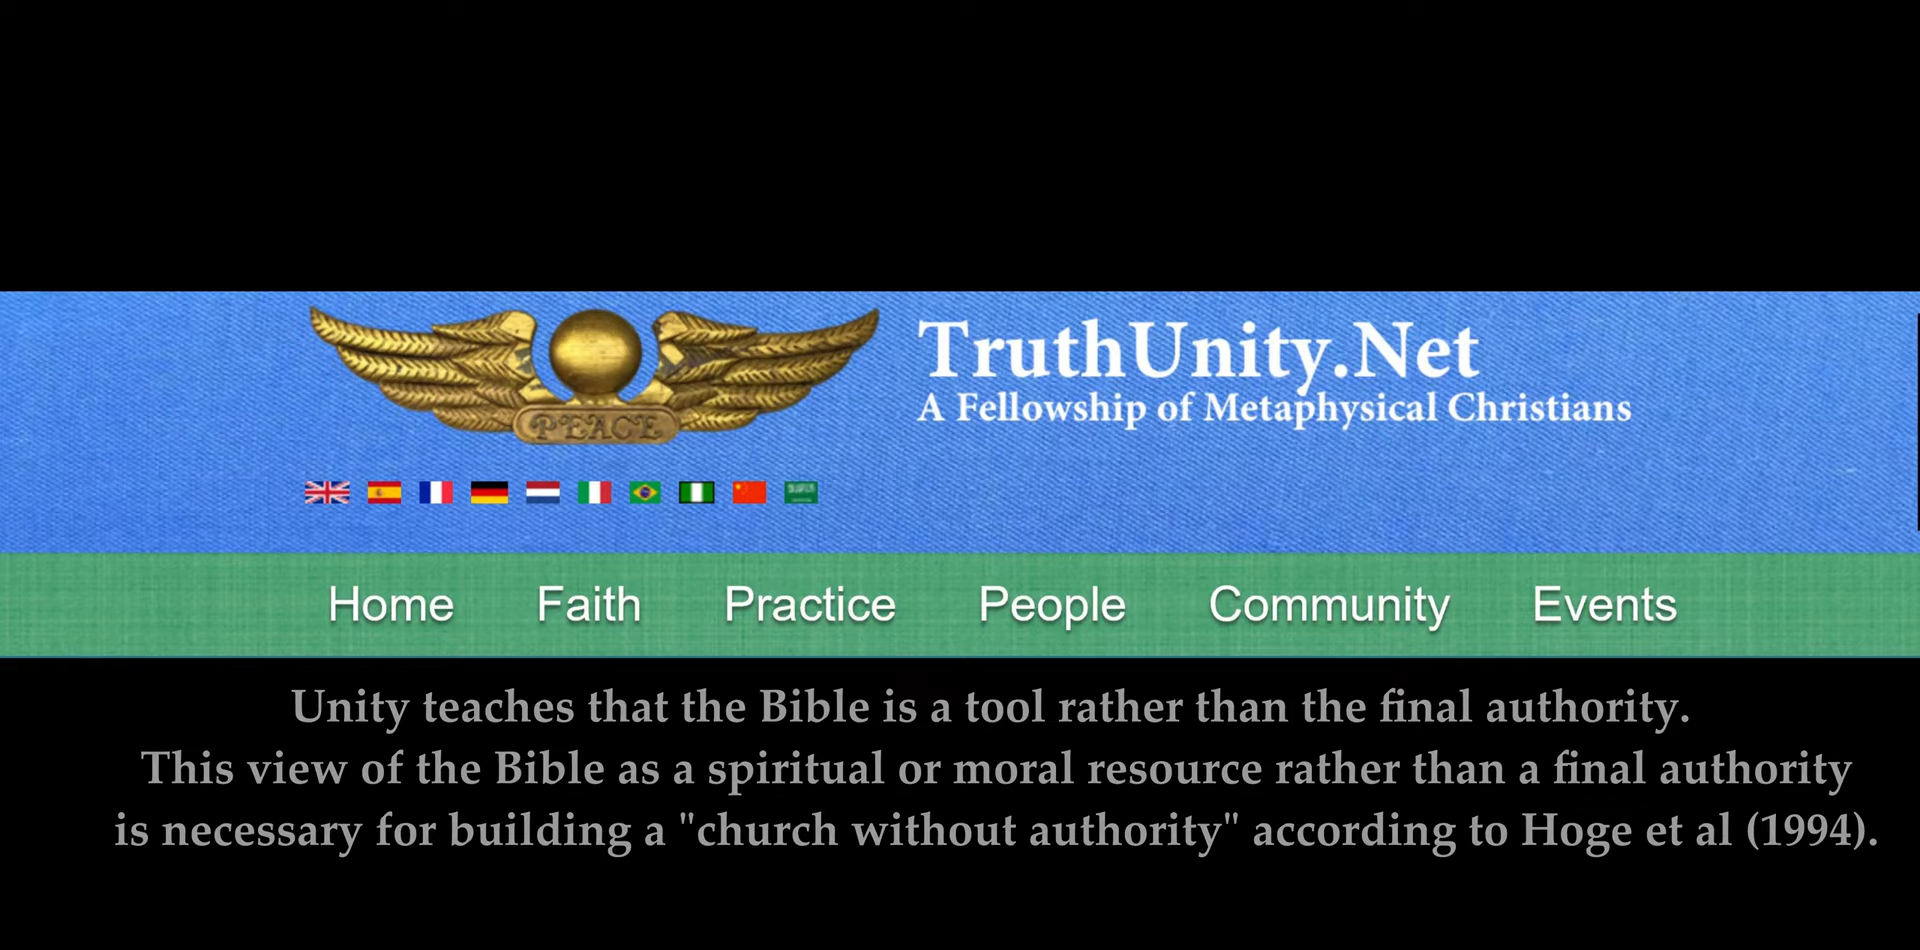 PEACE
TruthUnity.Net
A Fellowship of Metaphysical Christians
Home Faith Practice People Community Events
Unity teaches that the Bible is a tool rather than the final authority.
This view of the Bible as a spiritual or moral resource rather than a final authority
is necessary for building a "church without authority" according to Hoge et al (1994).